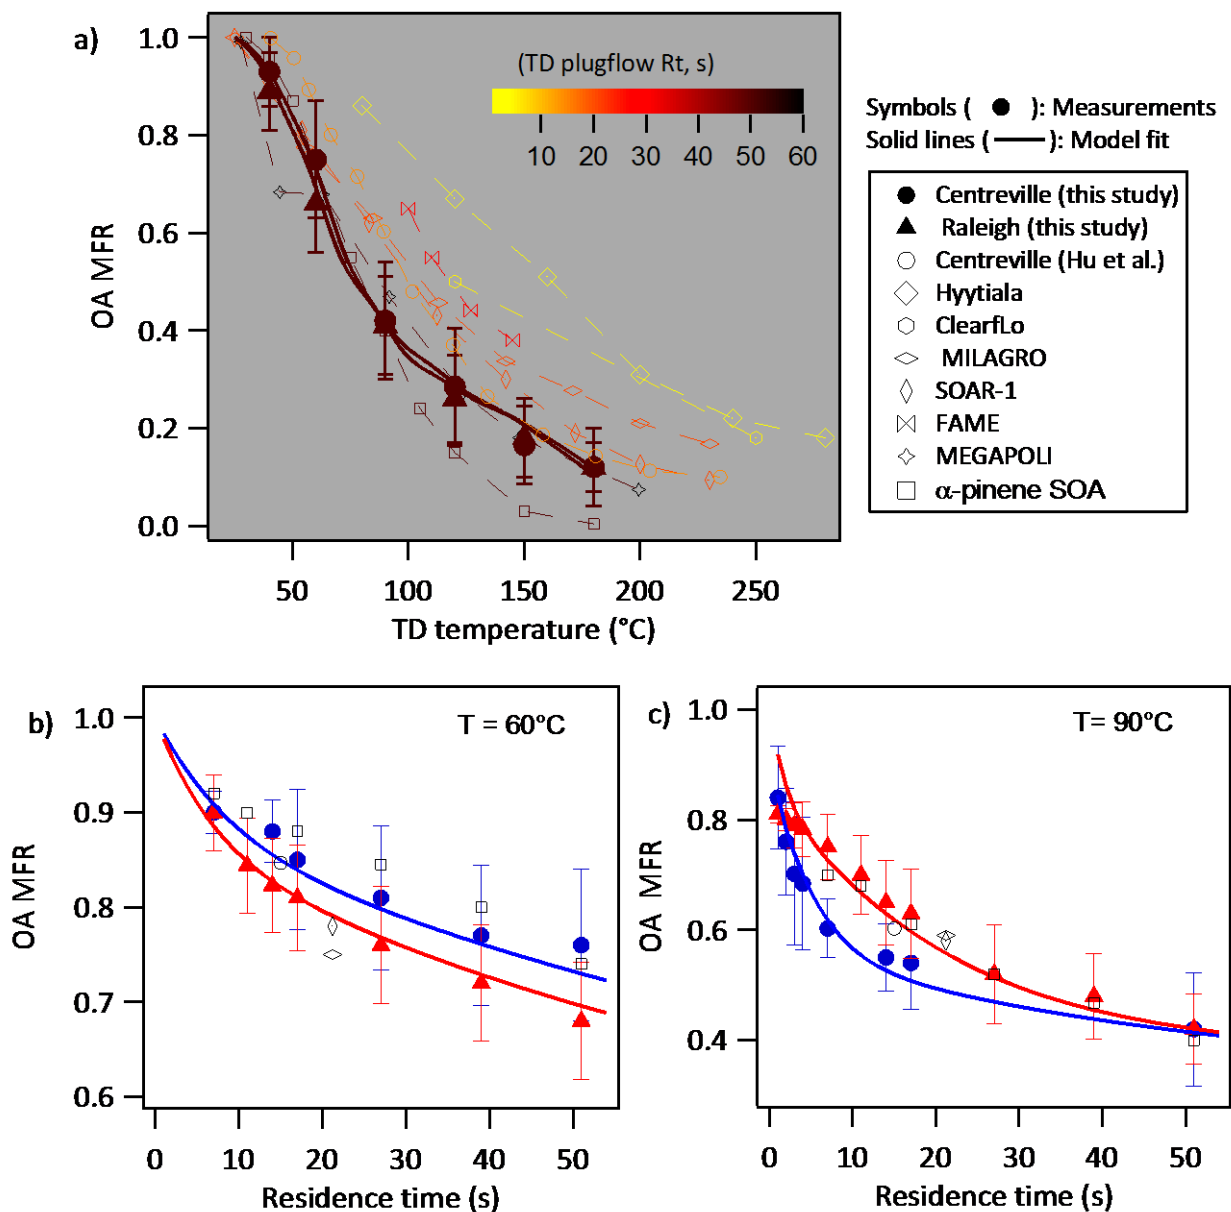 a)
1.0
0.8
0.6
0.4
0.2
0.0
OA MFR
(TD plugflow Rt, s)
10 20 30 40 50 60
50 100 150 200 250
TD temperature (°C)
Symbols ( ● ): Measurements
Solid lines ( — ): Model fit
Centreville (this study)
Raleigh (this study)
Centreville (Hu et al.)
Hyytiala
ClearfLo
MILAGRO
SOAR-1
FAME
MEGAPOLI
α-pinene SOA
b)
T = 60°C
1.0
0.9
0.8
0.7
0.6
OA MFR
0 10 20 30 40 50
Residence time (s)
c)
T= 90°C
1.0
0.8
0.6
0.4
OA MFR
0 10 20 30 40 50
Residence time (s)